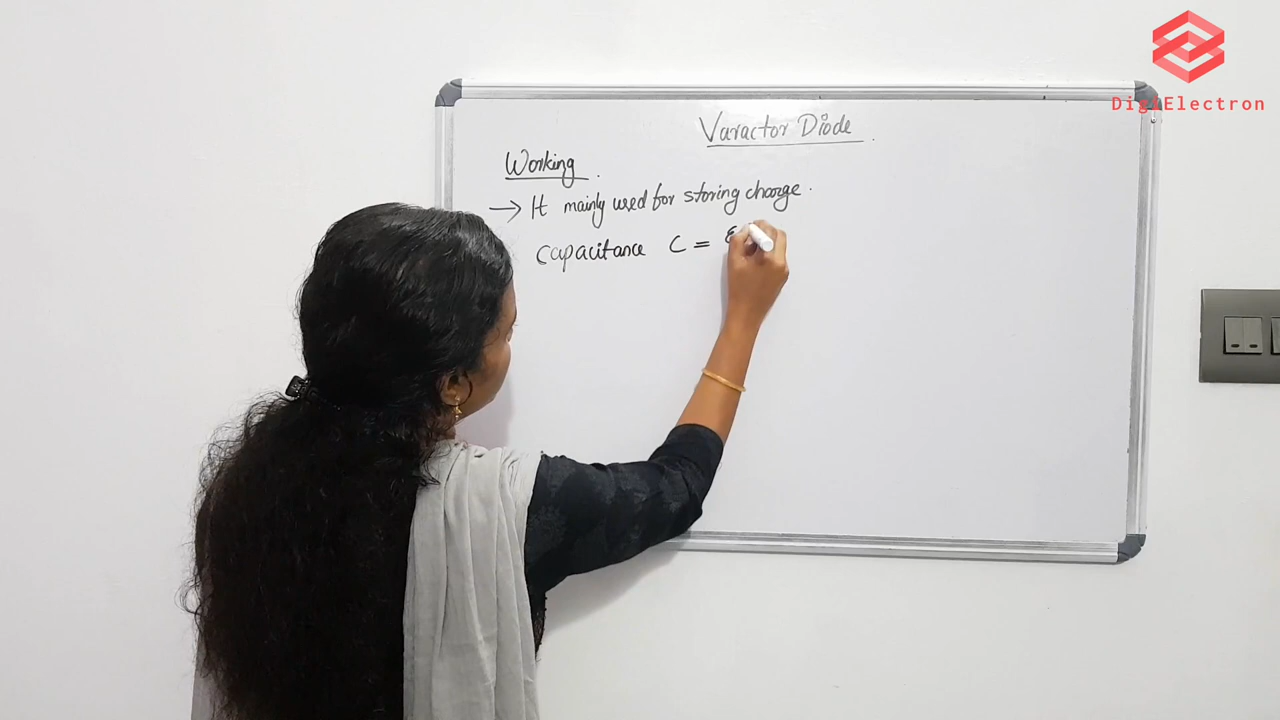 DigiElectron
Varactor Diode.
Working.
→ It mainly used for storing charge.
capacitance C = ε